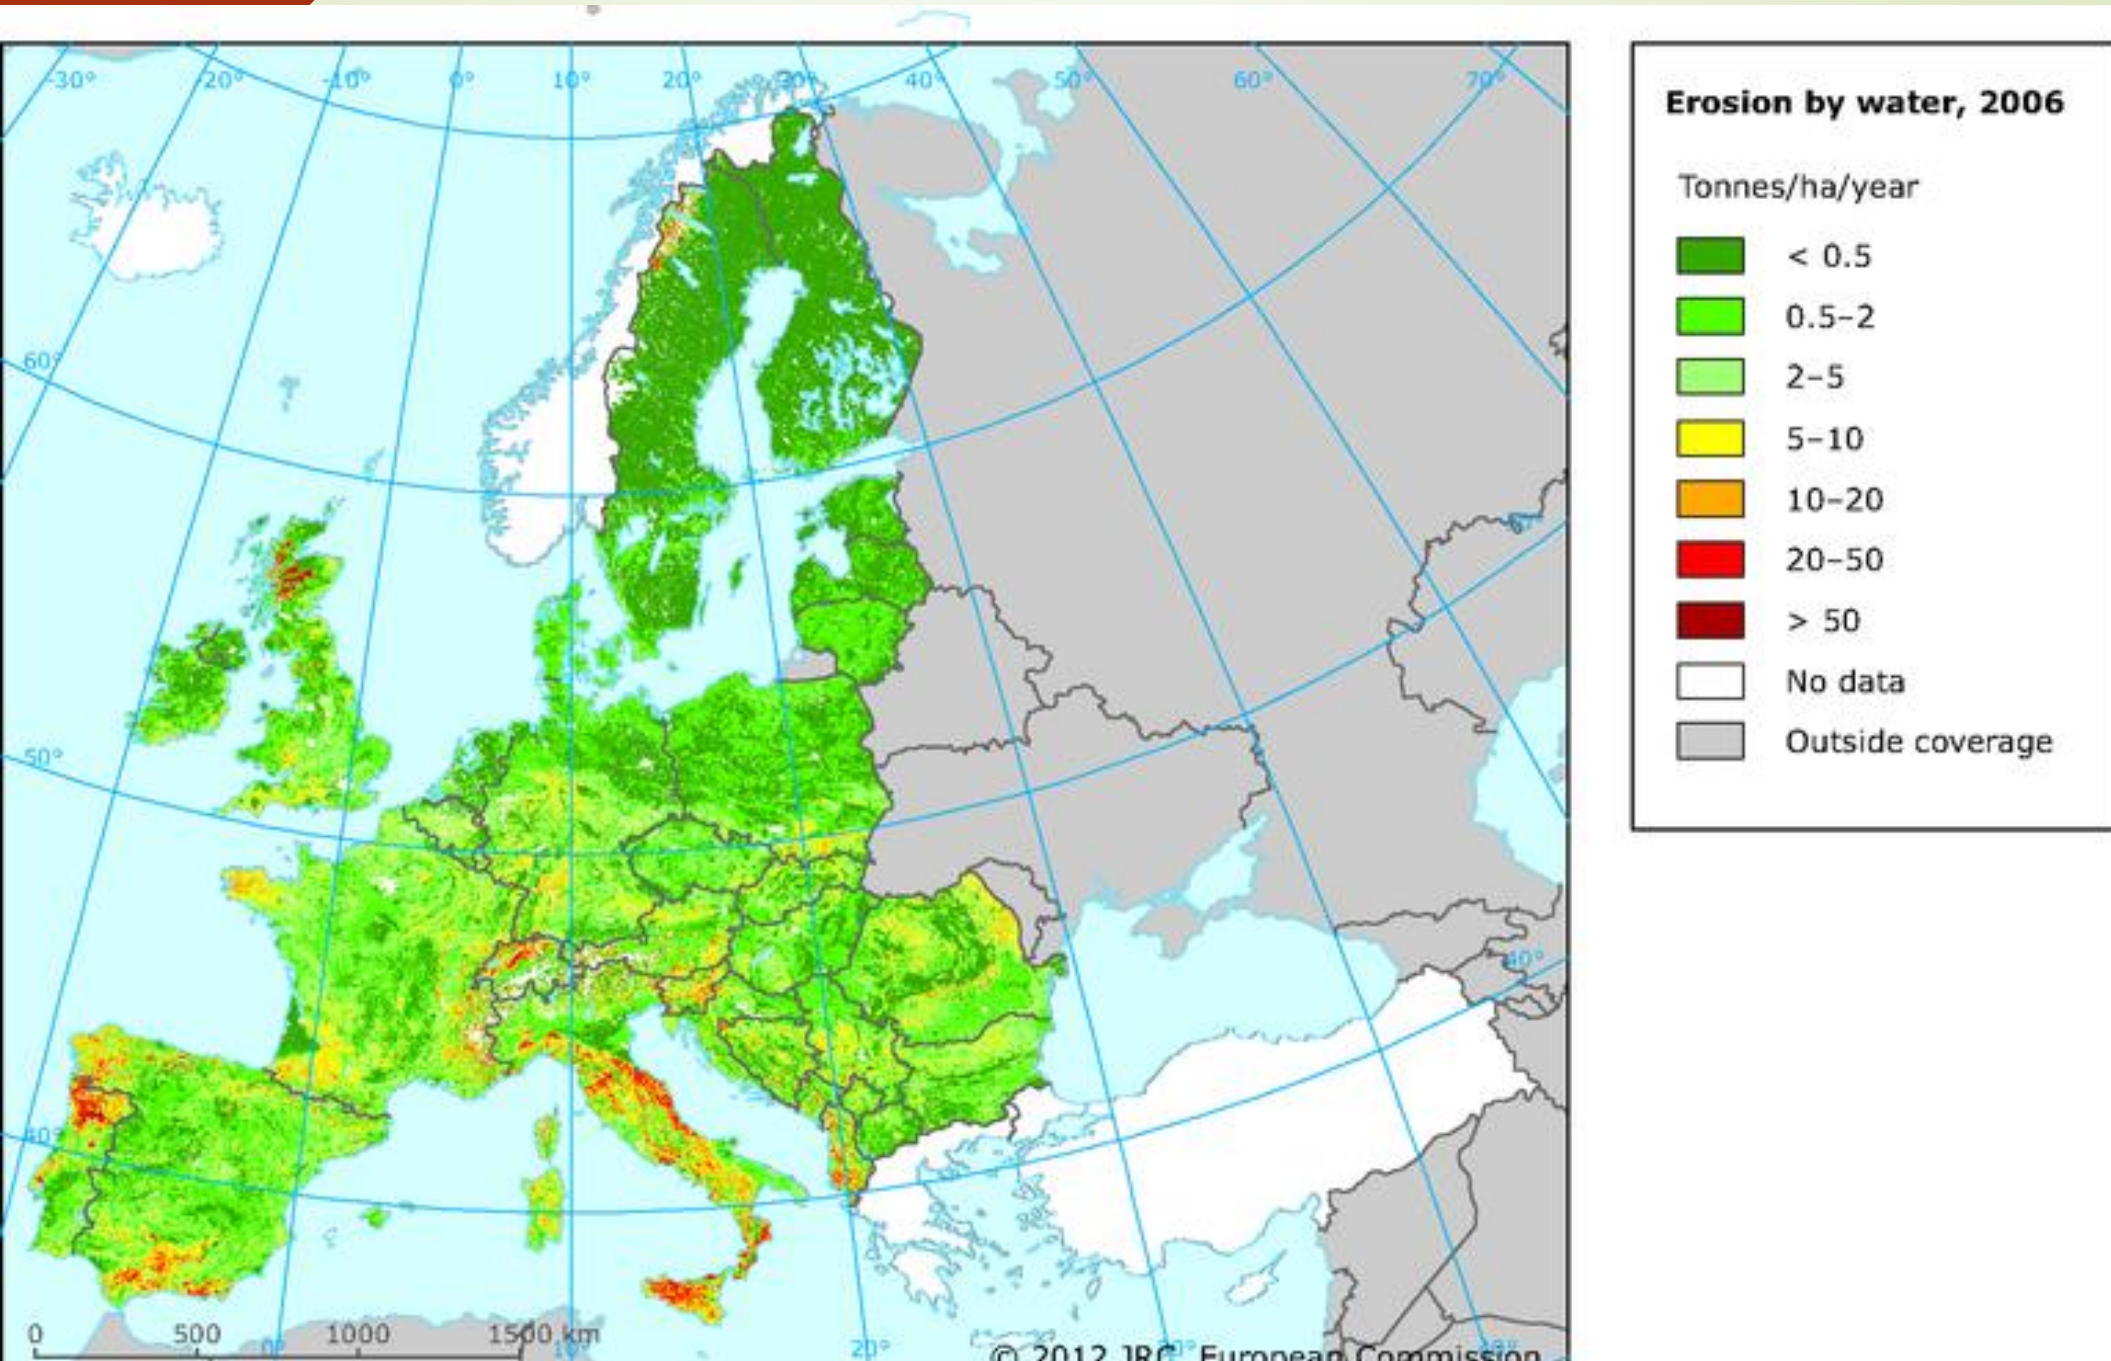 -30° -20° -10° 0° 10° 20° 30° 40° 50° 60° 70°
Erosion by water, 2006
Tonnes/ha/year
< 0.5
0.5–2
2–5
5–10
10–20
20–50
> 50
No data
Outside coverage
60°
50°
40°
40°
0 500 1000 1500 km
0° 10° 20°
© 2012 JRC, European Commission